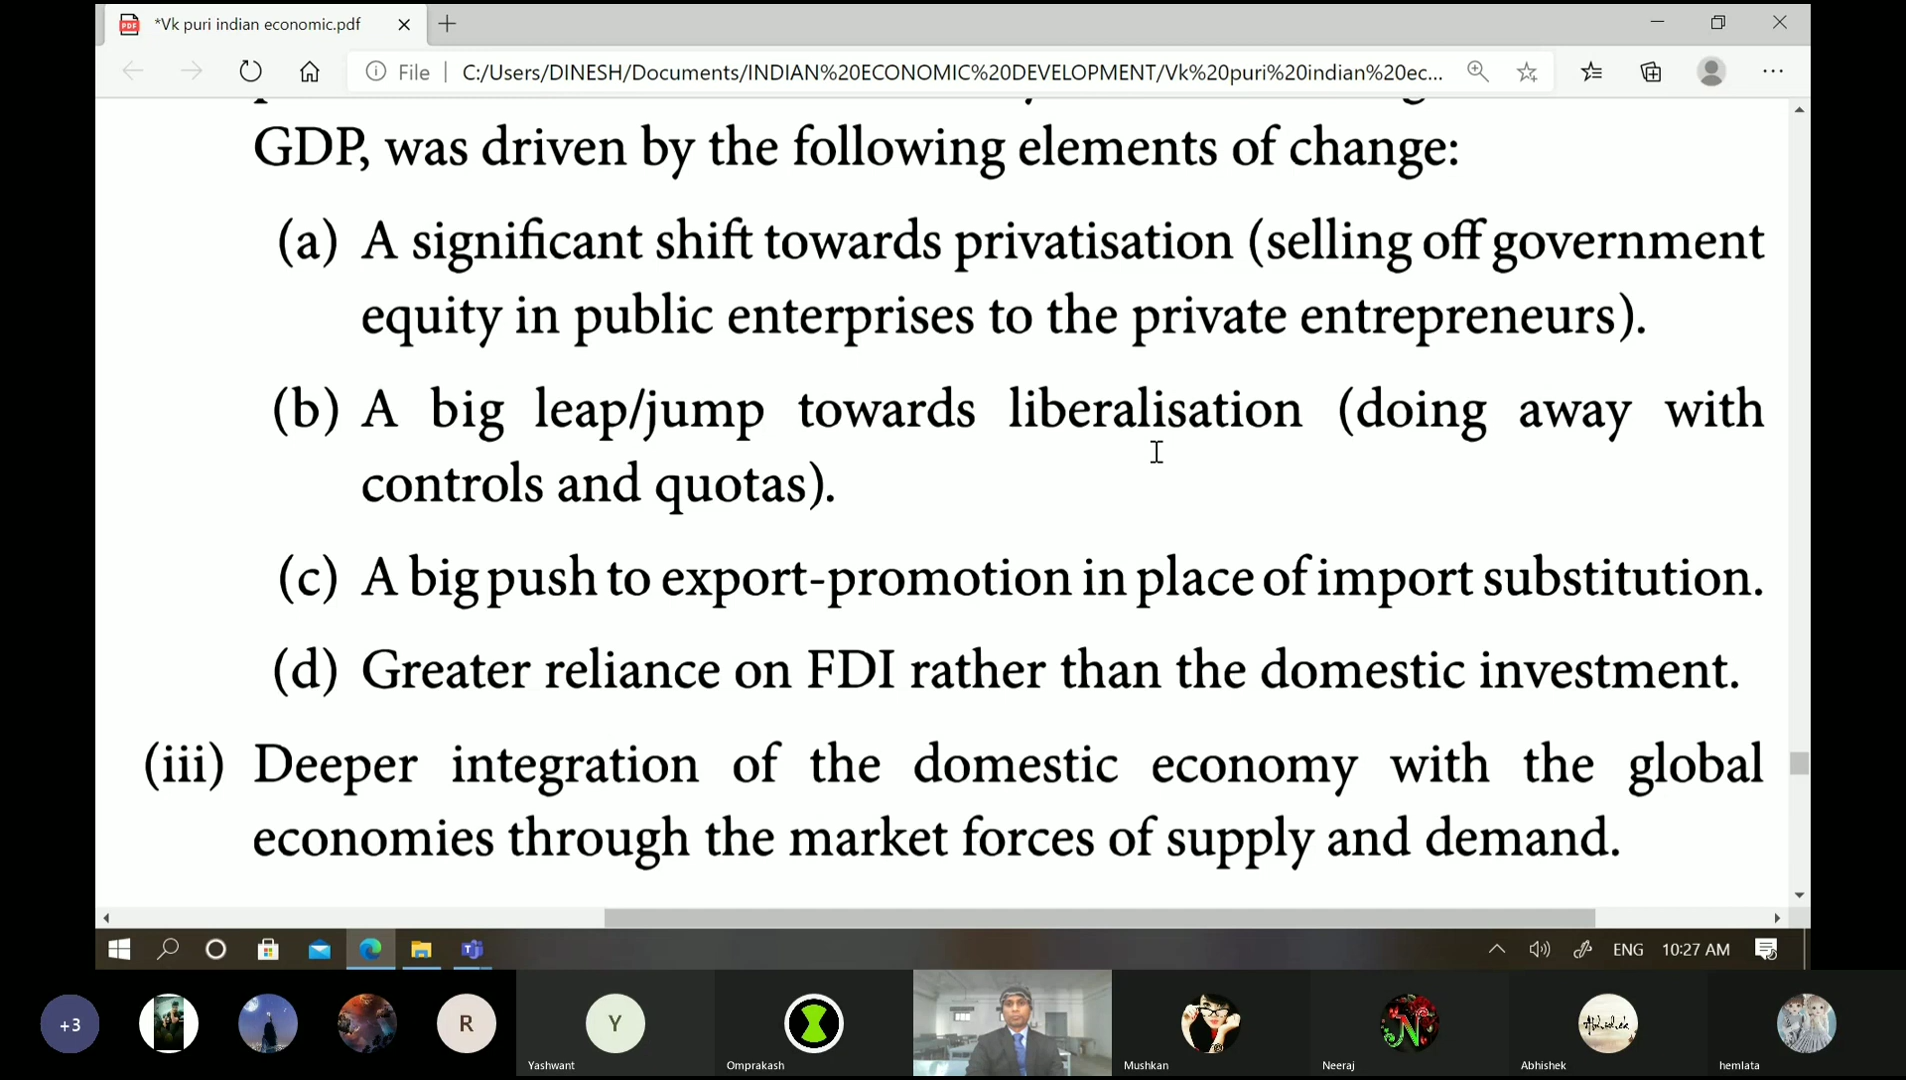 *Vk puri indian economic.pdf
File | C:/Users/DINESH/Documents/INDIAN%20ECONOMIC%20DEVELOPMENT/Vk%20puri%20indian%20ec...
GDP, was driven by the following elements of change:
(a) A significant shift towards privatisation (selling off government
equity in public enterprises to the private entrepreneurs).
(b) A big leap/jump towards liberalisation (doing away with
controls and quotas).
(c) A big push to export-promotion in place of import substitution.
(d) Greater reliance on FDI rather than the domestic investment.
(iii) Deeper integration of the domestic economy with the global
economies through the market forces of supply and demand.
ENG 10:27 AM
+3 R Y N Abhishek
Yashwant Omprakash Mushkan Neeraj Abhishek hemlata